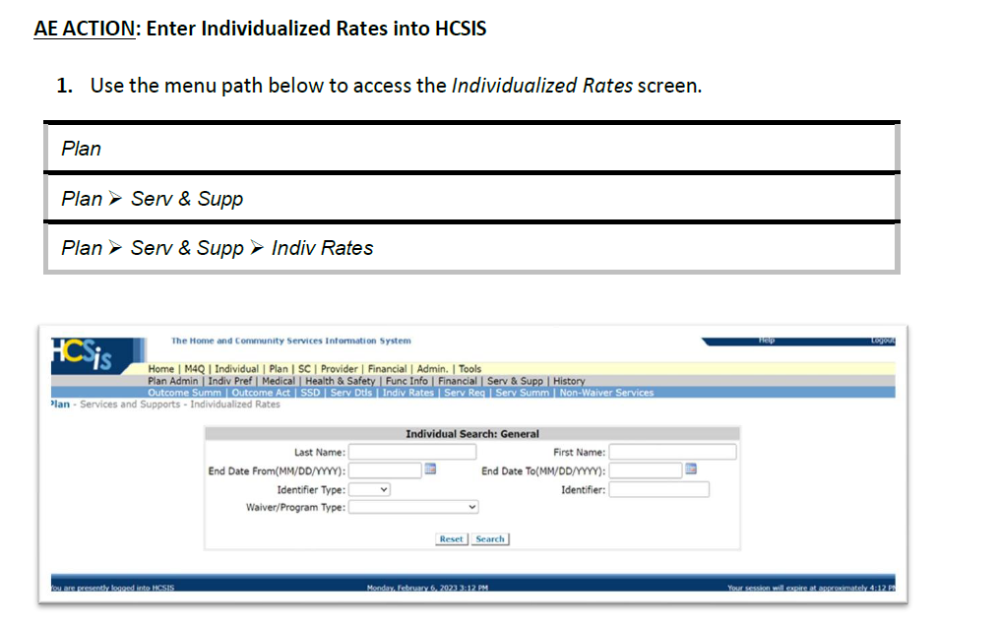 AE ACTION: Enter Individualized Rates into HCSIS
1. Use the menu path below to access the Individualized Rates screen.
Plan
Plan ➢ Serv & Supp
Plan ➢ Serv & Supp ➢ Indiv Rates
HCSis
The Home and Community Services Information System
Help Logout
Home | M4Q | Individual | Plan | SC | Provider | Financial | Admin. | Tools
Plan Admin | Indiv Pref | Medical | Health & Safety | Func Info | Financial | Serv & Supp | History
Outcome Summ | Outcome Act | SSD | Serv Dtls | Indiv Rates | Serv Req | Serv Summ | Non-Waiver Services
Plan - Services and Supports - Individualized Rates
Individual Search: General
Last Name: First Name:
End Date From(MM/DD/YYYY): End Date To(MM/DD/YYYY):
Identifier Type: Identifier:
Waiver/Program Type:
Reset Search
You are presently logged into HCSIS Monday, February 6, 2023 3:12 PM Your session will expire at approximately 4:12 PM